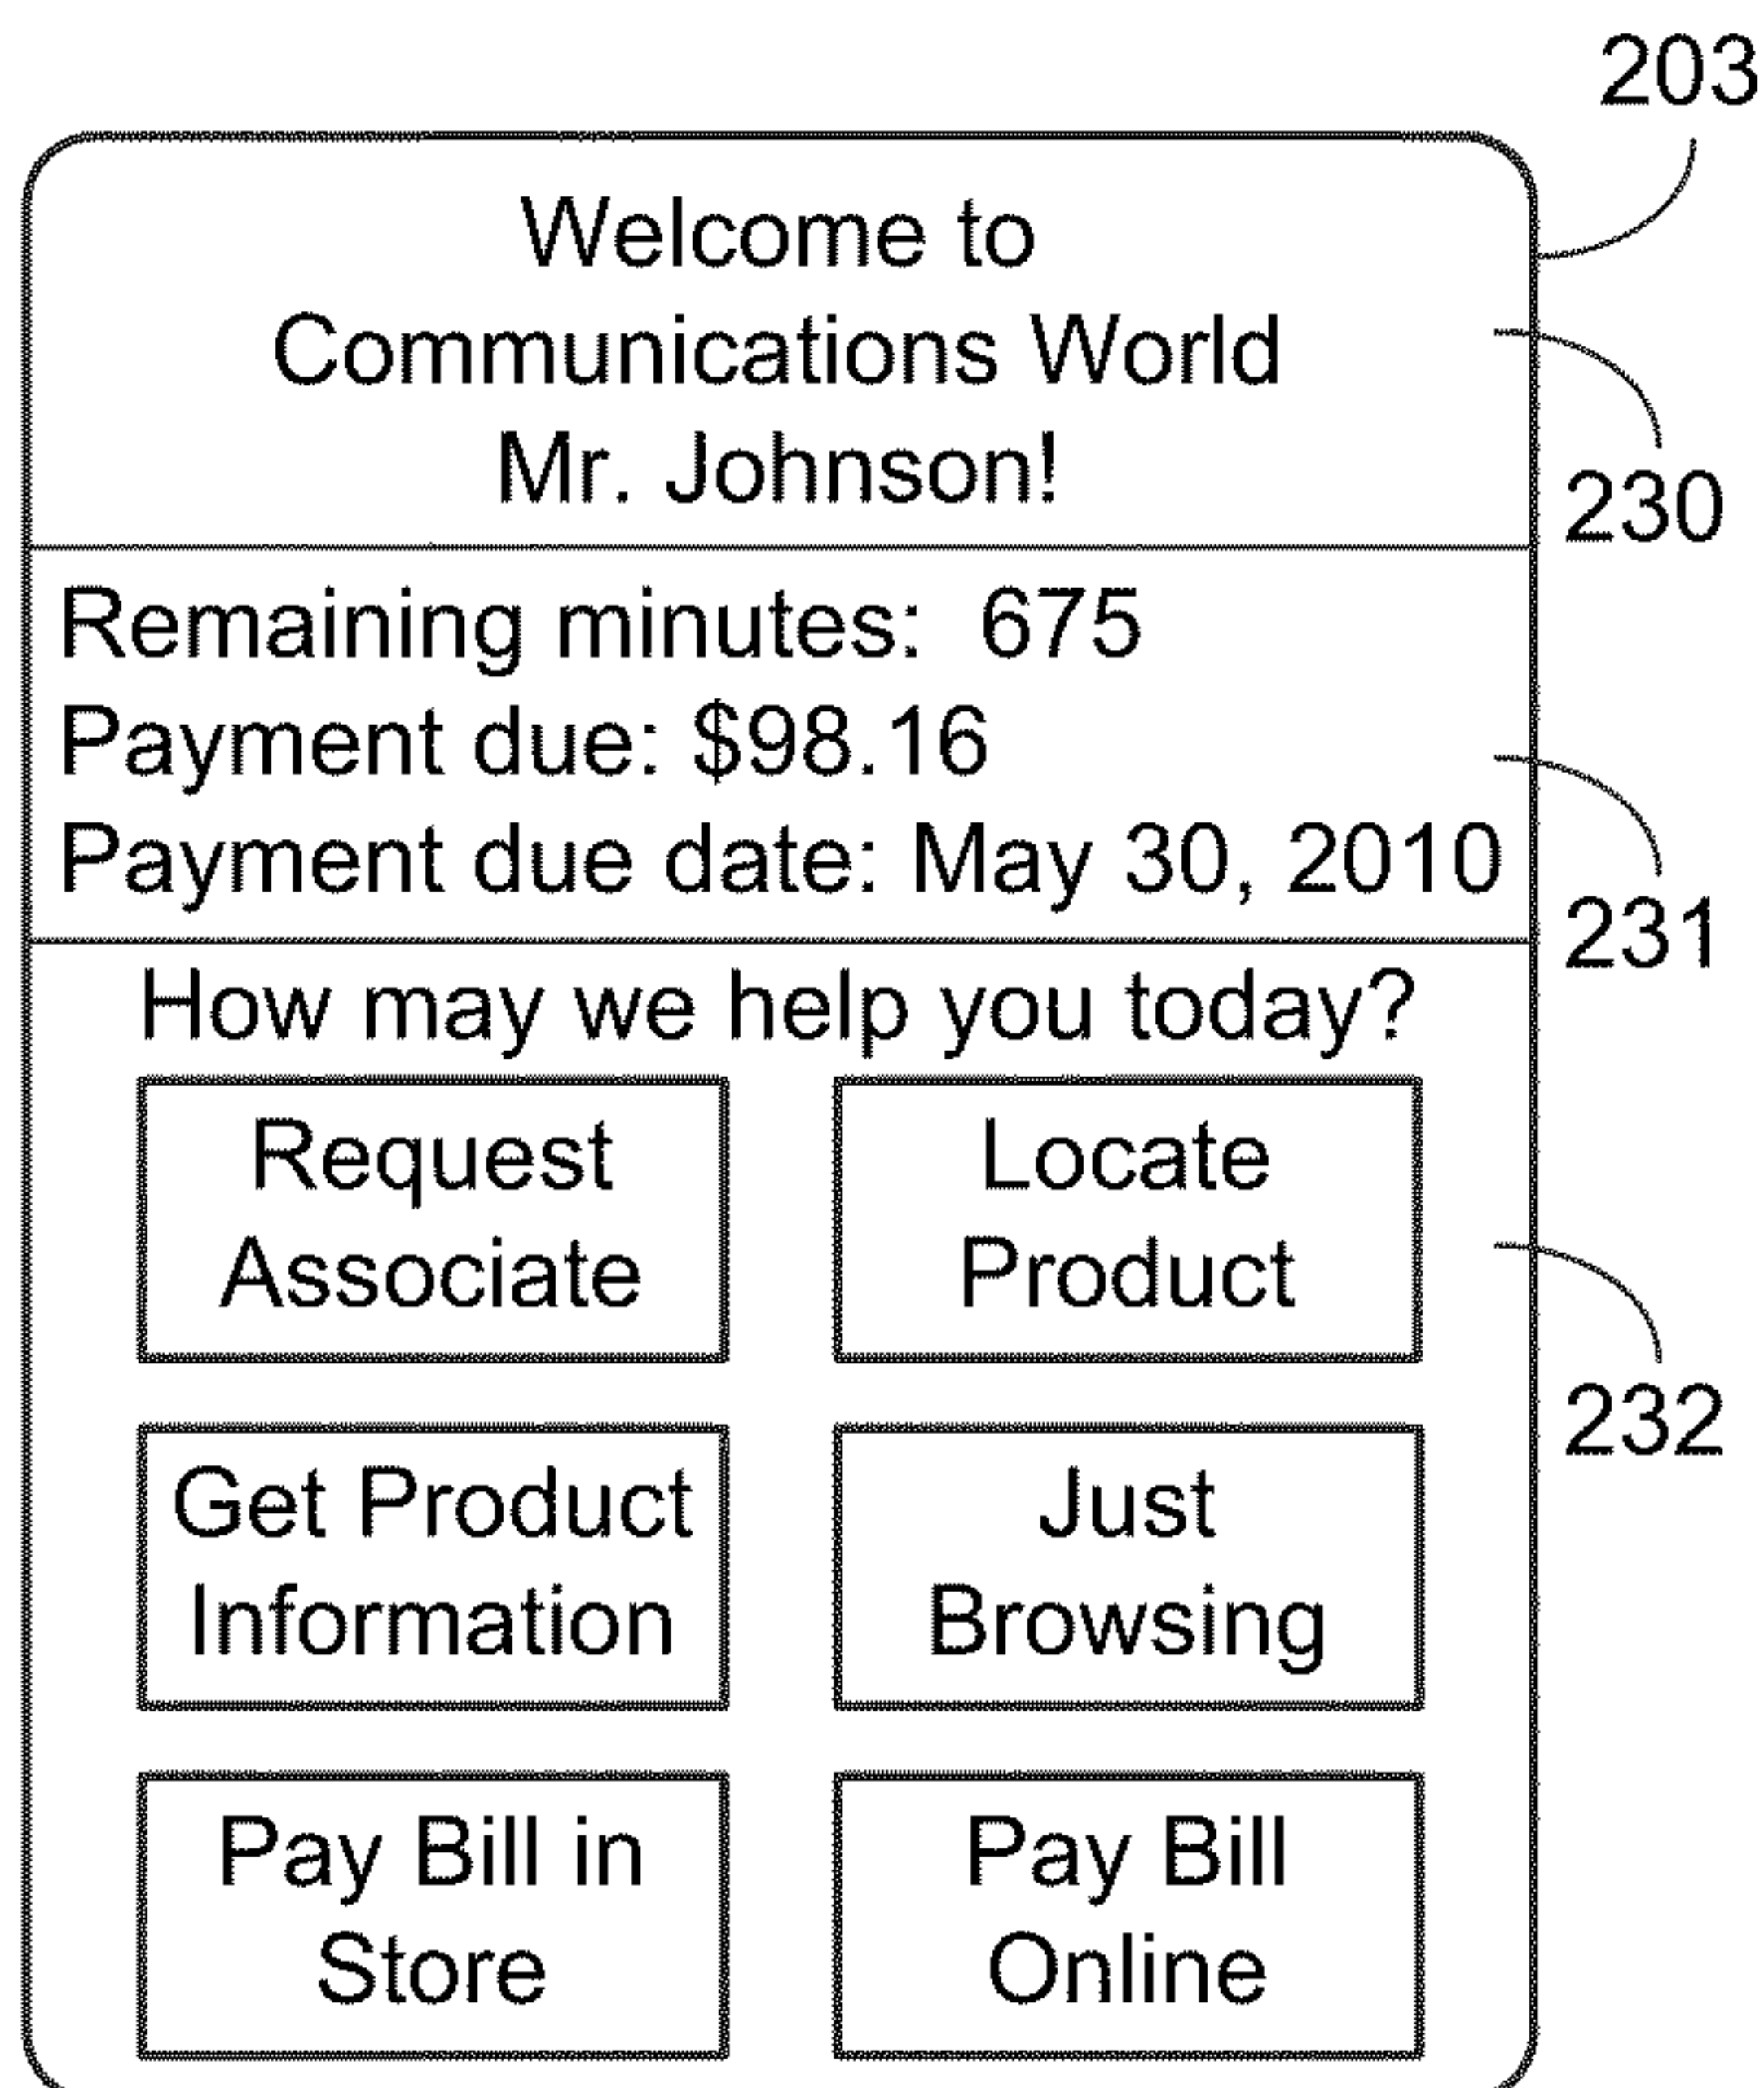 203
Welcome to
Communications World
Mr. Johnson!
230
Remaining minutes: 675
Payment due: $98.16
Payment due date: May 30, 2010
231
How may we help you today?
Request
Associate
Locate
Product
232
Get Product
Information
Just
Browsing
Pay Bill in
Store
Pay Bill
Online